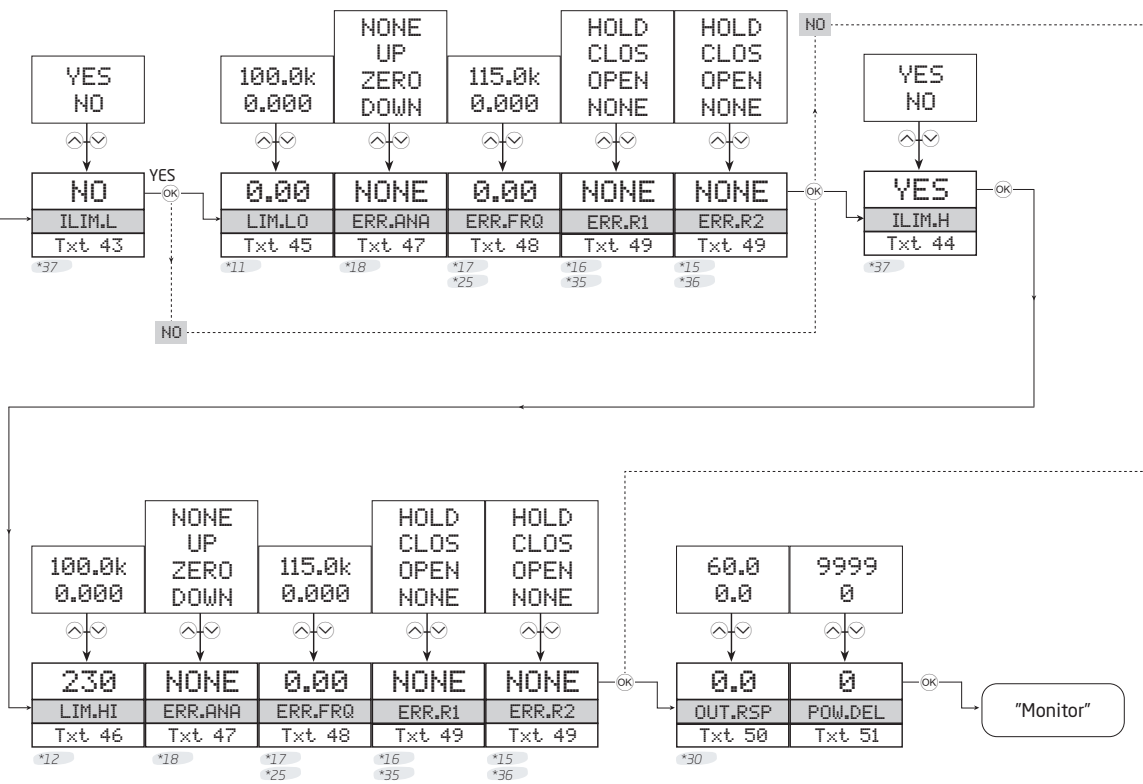 NO
NONE
UP
ZERO
DOWN
HOLD
CLOS
OPEN
NONE
HOLD
CLOS
OPEN
NONE
YES
NO
100.0k
0.000
115.0k
0.000
YES
NO
YES
OK
NO
ILIM.L
Txt 43
*37
0.00
LIM.LO
Txt 45
*11
NONE
ERR.ANA
Txt 47
*18
0.00
ERR.FRQ
Txt 48
*17
*25
NONE
ERR.R1
Txt 49
*16
*35
NONE
ERR.R2
Txt 49
*15
*36
OK
YES
ILIM.H
Txt 44
*37
OK
NO
100.0k
0.000
NONE
UP
ZERO
DOWN
115.0k
0.000
HOLD
CLOS
OPEN
NONE
HOLD
CLOS
OPEN
NONE
60.0
0.0
9999
0
230
LIM.HI
Txt 46
*12
NONE
ERR.ANA
Txt 47
*18
0.00
ERR.FRQ
Txt 48
*17
*25
NONE
ERR.R1
Txt 49
*16
*35
NONE
ERR.R2
Txt 49
*15
*36
OK
0.0
OUT.RSP
Txt 50
*30
0
POW.DEL
Txt 51
OK
"Monitor"